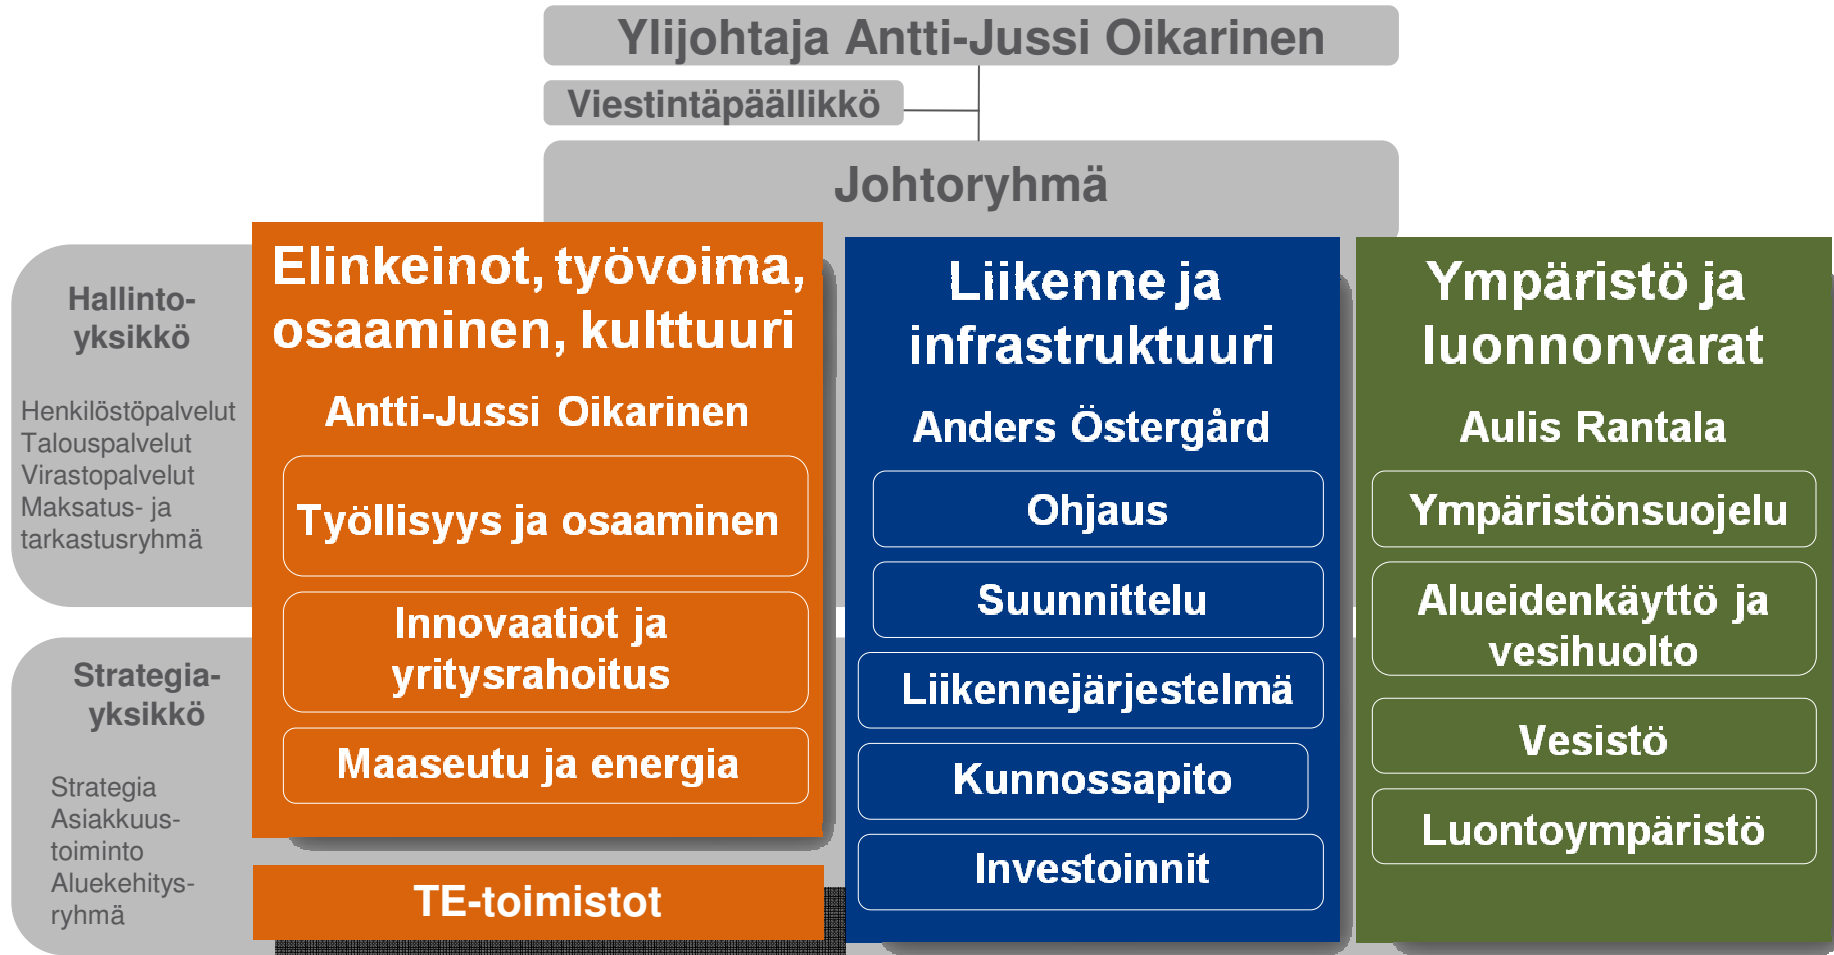 Ylijohtaja Antti-Jussi Oikarinen
Viestintäpäällikkö
Johtoryhmä
Hallinto-
yksikkö
Henkilöstöpalvelut
Talouspalvelut
Virastopalvelut
Maksatus- ja
tarkastusryhmä
Strategia-
yksikkö
Strategia
Asiakkuus-
toiminto
Aluekehitys-
ryhmä
Elinkeinot, työvoima,
osaaminen, kulttuuri
Antti-Jussi Oikarinen
Työllisyys ja osaaminen
Innovaatiot ja
yritysrahoitus
Maaseutu ja energia
TE-toimistot
Liikenne ja
infrastruktuuri
Anders Östergård
Ohjaus
Suunnittelu
Liikennejärjestelmä
Kunnossapito
Investoinnit
Ympäristö ja
luonnonvarat
Aulis Rantala
Ympäristönsuojelu
Alueidenkäyttö ja
vesihuolto
Vesistö
Luontoympäristö